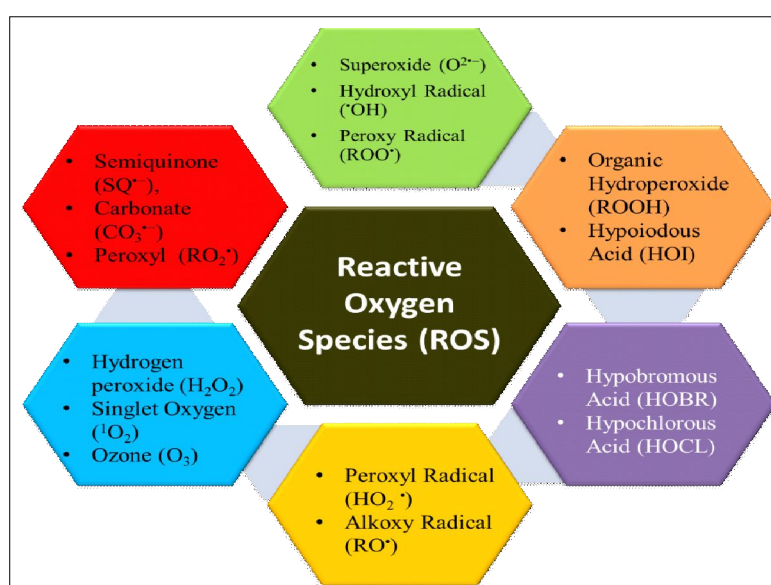 • Superoxide (O²•−)
• Hydroxyl Radical
(•OH)
• Peroxy Radical
(ROO•)
• Organic
Hydroperoxide
(ROOH)
• Hypoiodous
Acid (HOI)
• Hypobromous
Acid (HOBR)
• Hypochlorous
Acid (HOCL)
• Peroxyl Radical
(HO₂ •)
• Alkoxy Radical
(RO•)
• Hydrogen
peroxide (H₂O₂)
• Singlet Oxygen
(¹O₂)
• Ozone (O₃)
• Semiquinone
(SQ•−),
• Carbonate
(CO₃•−)
• Peroxyl (RO₂•)
Reactive
Oxygen
Species (ROS)